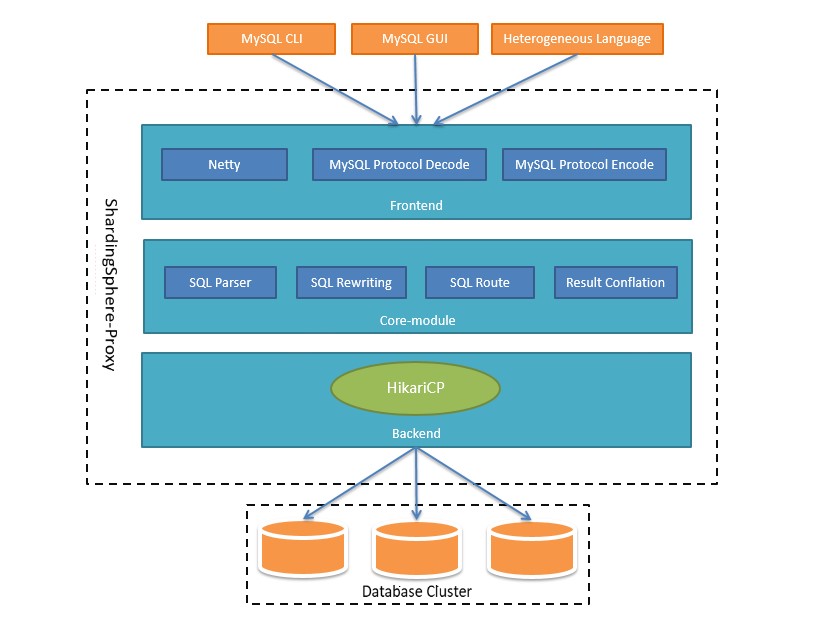 MySQL CLI
MySQL GUI
Heterogeneous Language
ShardingSphere-Proxy
Netty
MySQL Protocol Decode
MySQL Protocol Encode
Frontend
SQL Parser
SQL Rewriting
SQL Route
Result Conflation
Core-module
HikariCP
Backend
Database Cluster